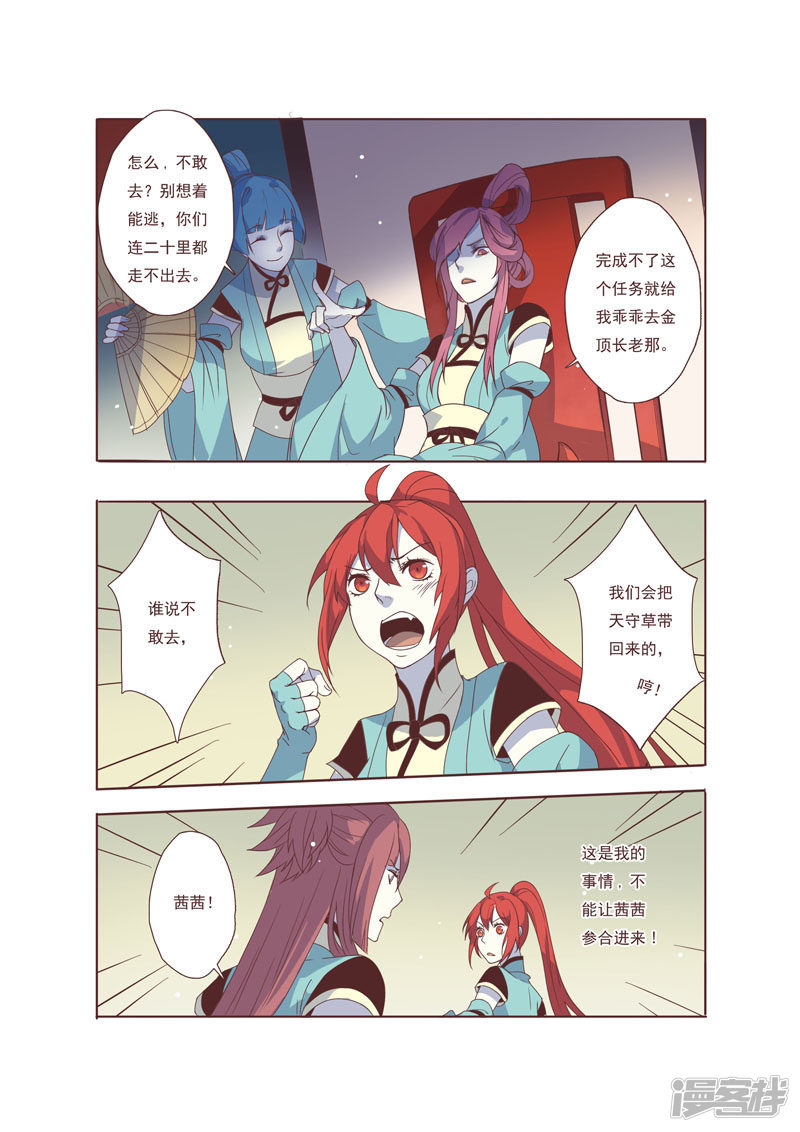 怎么，不敢
去？别想着
能逃，你们
连二十里都
走不出去。
完成不了这
个任务就给
我乖乖去金
顶长老那。
谁说不
敢去，
我们会把
天守草带
回来的，
哼！
茜茜！
这是我的
事情，不
能让茜茜
参合进来！
漫客栈